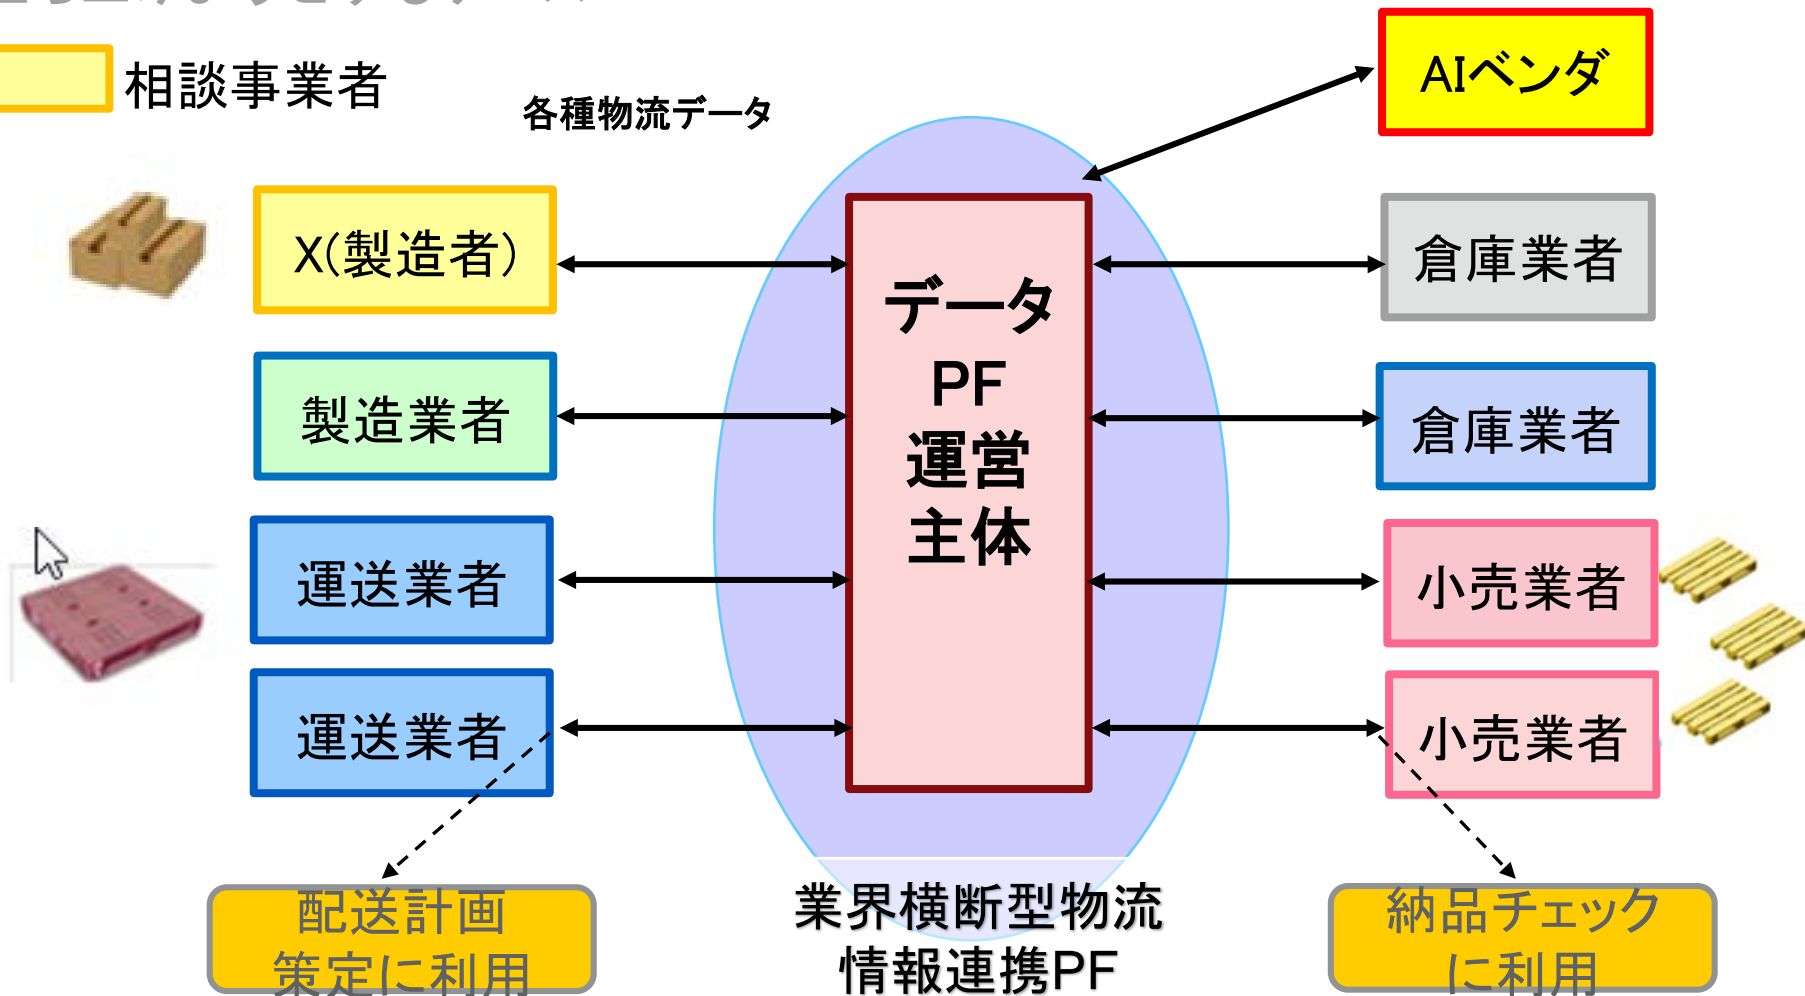 相談事業者
各種物流データ
AIベンダ
X(製造者)
製造業者
運送業者
運送業者
データ
PF
運営
主体
倉庫業者
倉庫業者
小売業者
小売業者
配送計画
策定に利用
業界横断型物流
情報連携PF
納品チェック
に利用